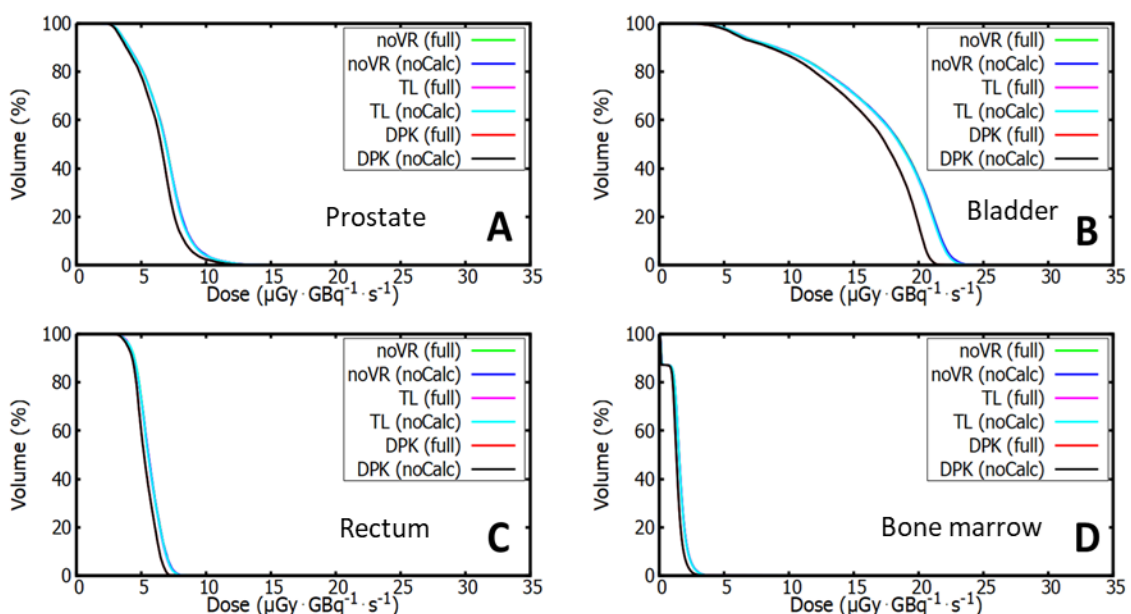 100
80
60
40
20
0
Volume (%)
noVR (full)
noVR (noCalc)
TL (full)
TL (noCalc)
DPK (full)
DPK (noCalc)
Prostate
A
0 5 10 15 20 25 30 35
Dose (µGy·GBq⁻¹·s⁻¹)
100
80
60
40
20
0
Volume (%)
noVR (full)
noVR (noCalc)
TL (full)
TL (noCalc)
DPK (full)
DPK (noCalc)
Bladder
B
0 5 10 15 20 25 30 35
Dose (µGy·GBq⁻¹·s⁻¹)
100
80
60
40
20
0
Volume (%)
noVR (full)
noVR (noCalc)
TL (full)
TL (noCalc)
DPK (full)
DPK (noCalc)
Rectum
C
0 5 10 15 20 25 30 35
Dose (µGy·GBq⁻¹·s⁻¹)
100
80
60
40
20
0
Volume (%)
noVR (full)
noVR (noCalc)
TL (full)
TL (noCalc)
DPK (full)
DPK (noCalc)
Bone marrow
D
0 5 10 15 20 25 30 35
Dose (µGy·GBq⁻¹·s⁻¹)